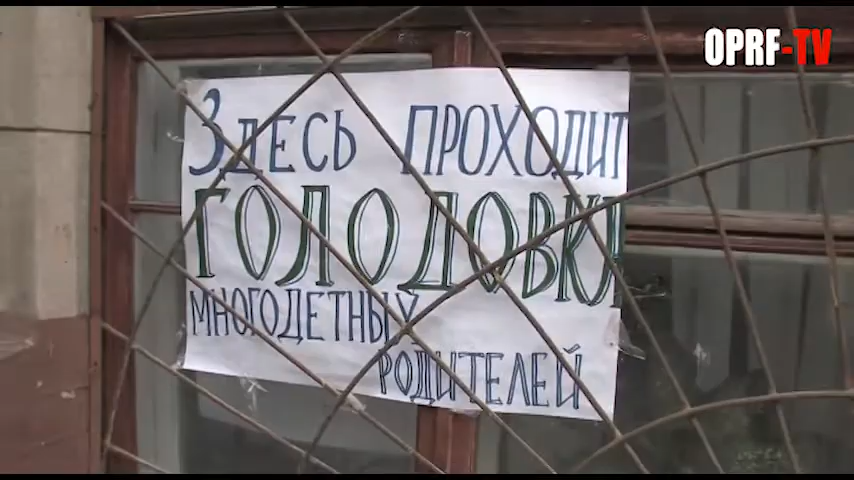 OPRF-TV
ЗДЕСЬ ПРОХОДИТ
ГОЛОДОВКА
МНОГОДЕТНЫХ
РОДИТЕЛЕЙ